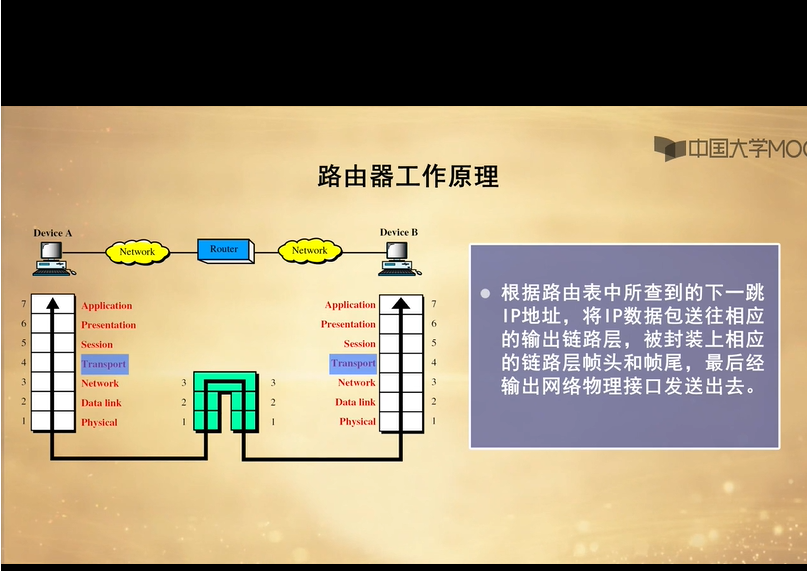 中国大学MOO
路由器工作原理
Device A
Network
Router
Network
Device B
7 Application
6 Presentation
5 Session
4 Transport
3 Network
2 Data link
1 Physical
3 3
2 2
1 1
Application 7
Presentation 6
Session 5
Transport 4
Network 3
Data link 2
Physical 1
根据路由表中所查到的下一跳
IP地址，将IP数据包送往相应
的输出链路层，被封装上相应
的链路层帧头和帧尾，最后经
输出网络物理接口发送出去。